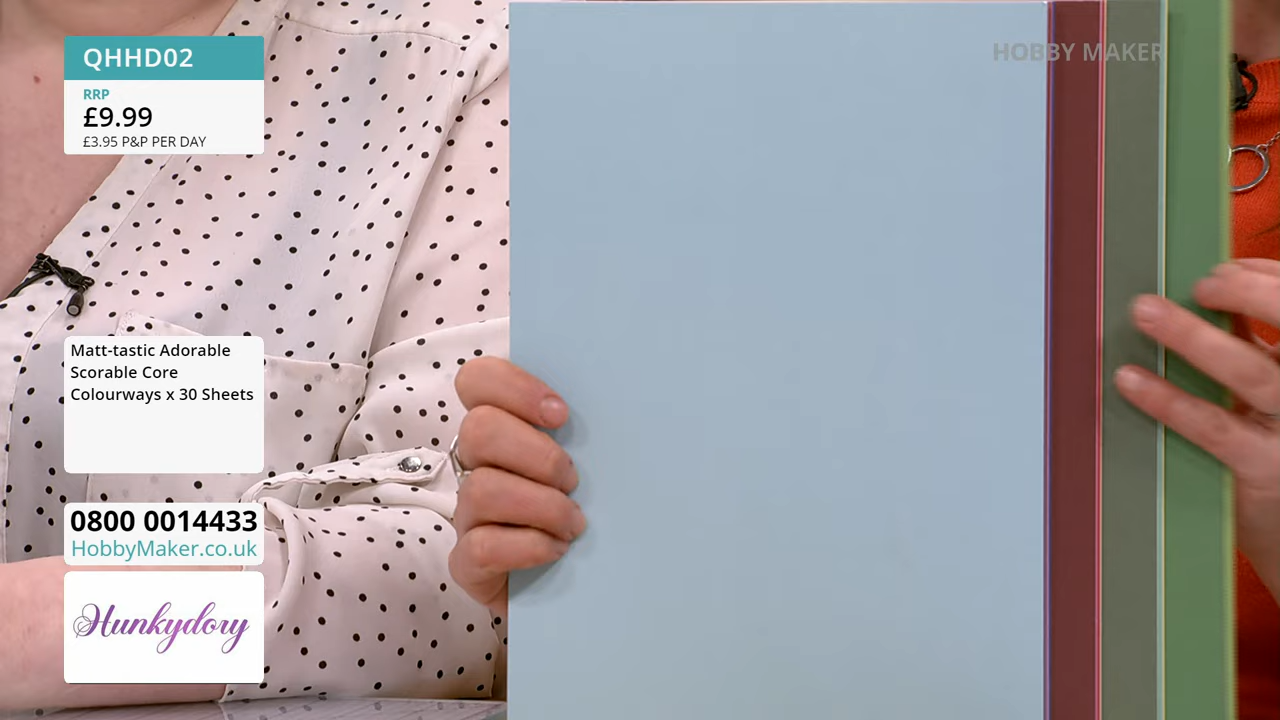 QHHD02
RRP
£9.99
£3.95 P&P PER DAY
HOBBY MAKER
Matt-tastic Adorable
Scorable Core
Colourways x 30 Sheets
0800 0014433
HobbyMaker.co.uk
Hunkydory